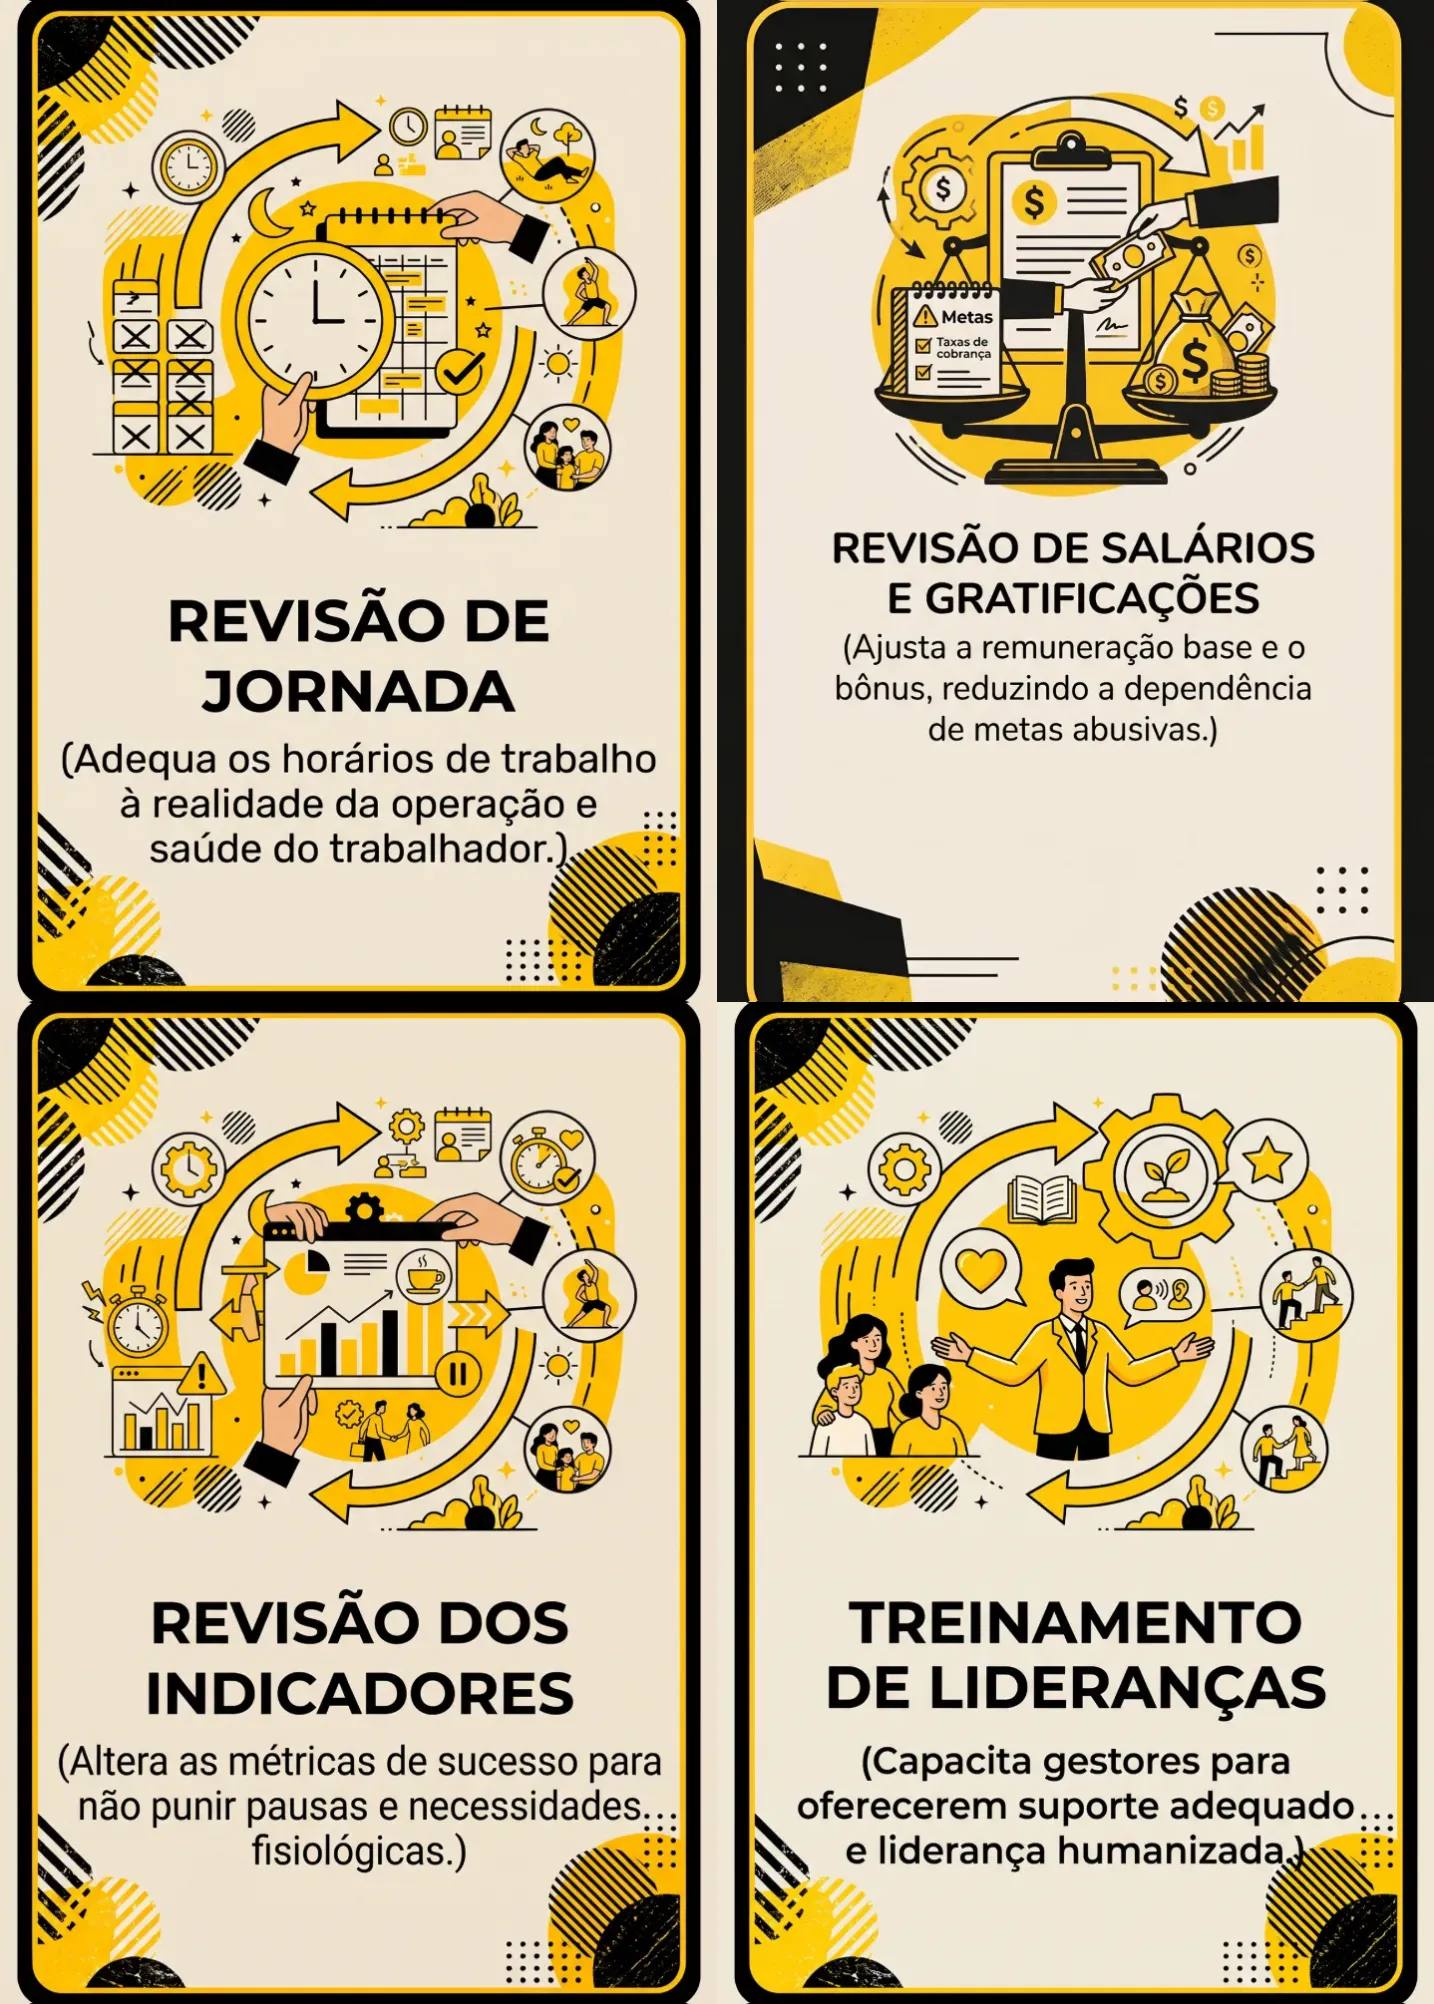 REVISÃO DE
JORNADA
(Adequa os horários de trabalho
à realidade da operação e
saúde do trabalhador.)
$
$
$
$
$
Metas
Taxas de
cobrança
$
$
REVISÃO DE SALÁRIOS
E GRATIFICAÇÕES
(Ajusta a remuneração base e o
bônus, reduzindo a dependência
de metas abusivas.)
REVISÃO DOS
INDICADORES
(Altera as métricas de sucesso para
não punir pausas e necessidades
fisiológicas.)
TREINAMENTO
DE LIDERANÇAS
(Capacita gestores para
oferecerem suporte adequado
e liderança humanizada.)